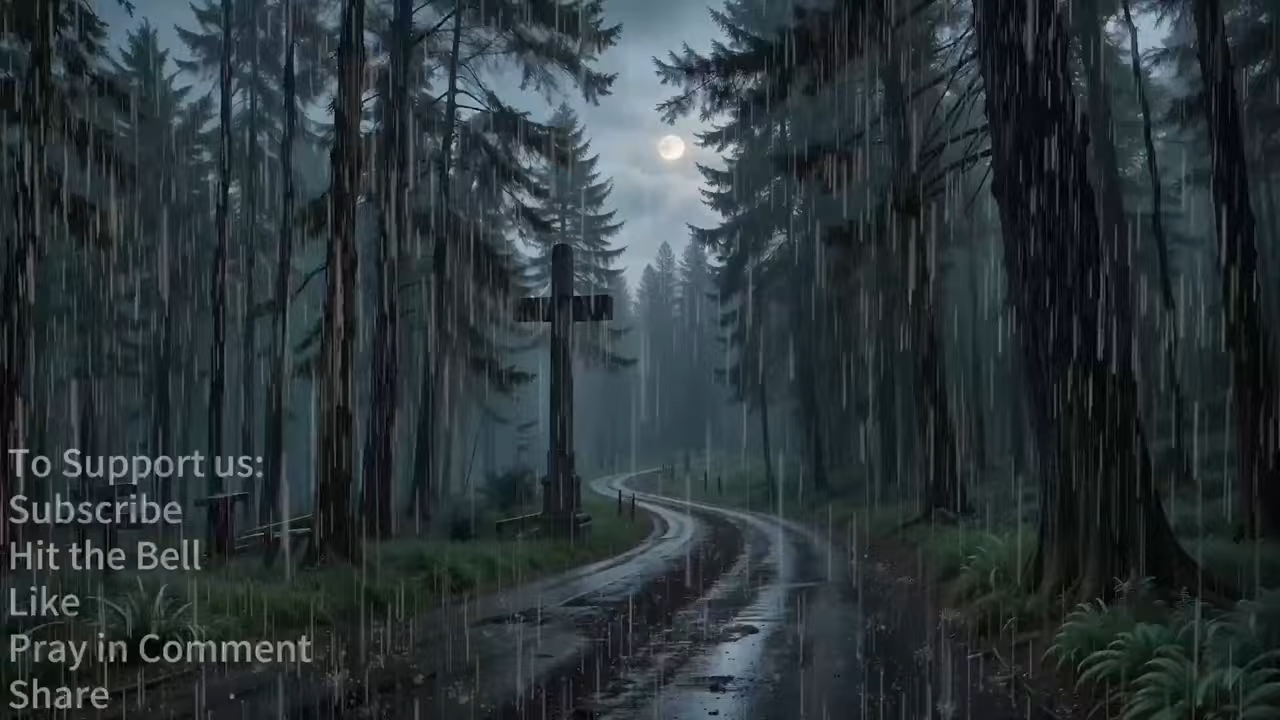 To Support us:
Subscribe
Hit the Bell
Like
Pray in Comment
Share